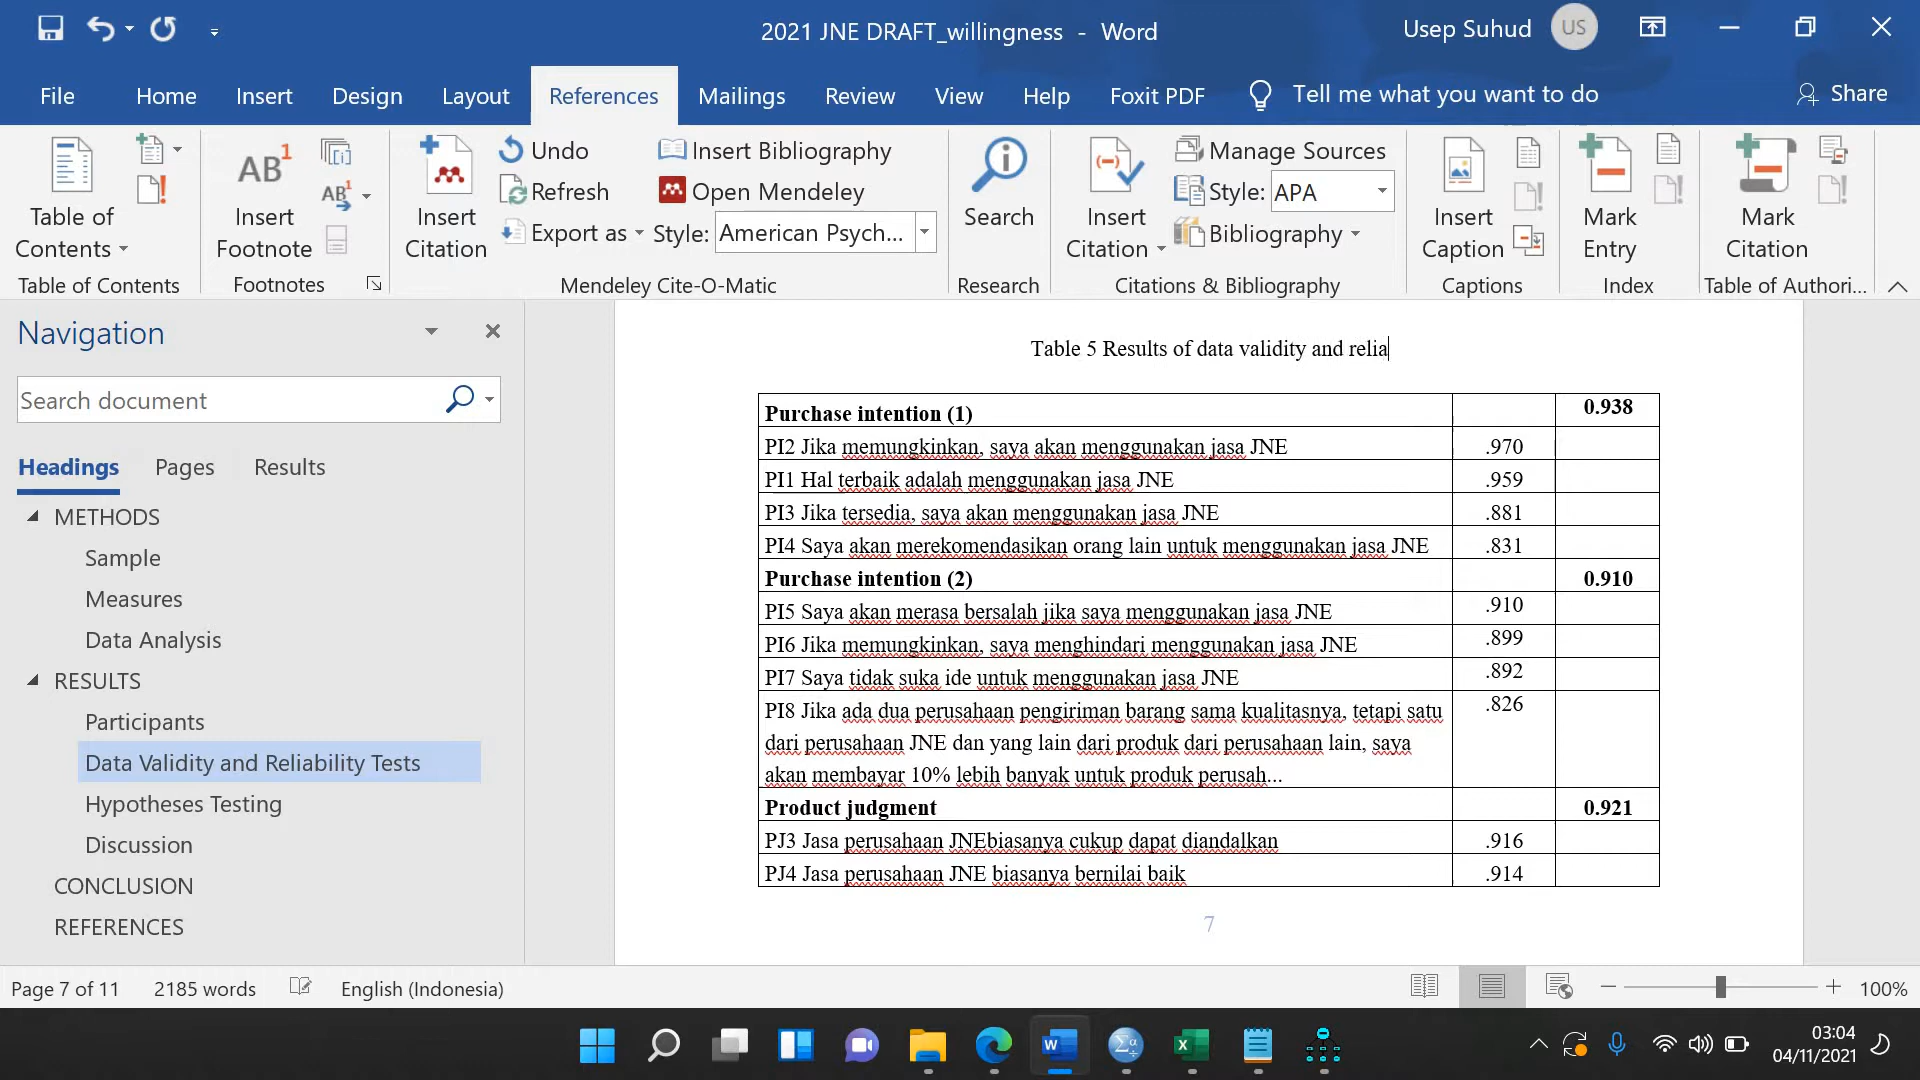 2021 JNE DRAFT_willingness - Word
Usep Suhud
US
File Home Insert Design Layout References Mailings Review View Help Foxit PDF Tell me what you want to do Share
Table of Contents
Insert Footnote
Insert Citation
Undo
Refresh
Export as
Insert Bibliography
Open Mendeley
Style: American Psych...
Search
Insert Citation
Manage Sources
Style: APA
Bibliography
Insert Caption
Mark Entry
Mark Citation
Table of Contents Footnotes Mendeley Cite-O-Matic Research Citations & Bibliography Captions Index Table of Authori...
Navigation
Search document
Headings Pages Results
METHODS
Sample
Measures
Data Analysis
RESULTS
Participants
Data Validity and Reliability Tests
Hypotheses Testing
Discussion
CONCLUSION
REFERENCES
Table 5 Results of data validity and relia
Purchase intention (1) 0.938
PI2 Jika memungkinkan, saya akan menggunakan jasa JNE .970
PI1 Hal terbaik adalah menggunakan jasa JNE .959
PI3 Jika tersedia, saya akan menggunakan jasa JNE .881
PI4 Saya akan merekomendasikan orang lain untuk menggunakan jasa JNE .831
Purchase intention (2) 0.910
PI5 Saya akan merasa bersalah jika saya menggunakan jasa JNE .910
PI6 Jika memungkinkan, saya menghindari menggunakan jasa JNE .899
PI7 Saya tidak suka ide untuk menggunakan jasa JNE .892
PI8 Jika ada dua perusahaan pengiriman barang sama kualitasnya, tetapi satu .826
dari perusahaan JNE dan yang lain dari produk dari perusahaan lain, saya
akan membayar 10% lebih banyak untuk produk perusah...
Product judgment 0.921
PJ3 Jasa perusahaan JNEbiasanya cukup dapat diandalkan .916
PJ4 Jasa perusahaan JNE biasanya bernilai baik .914
7
Page 7 of 11 2185 words English (Indonesia) 100%
03:04
04/11/2021